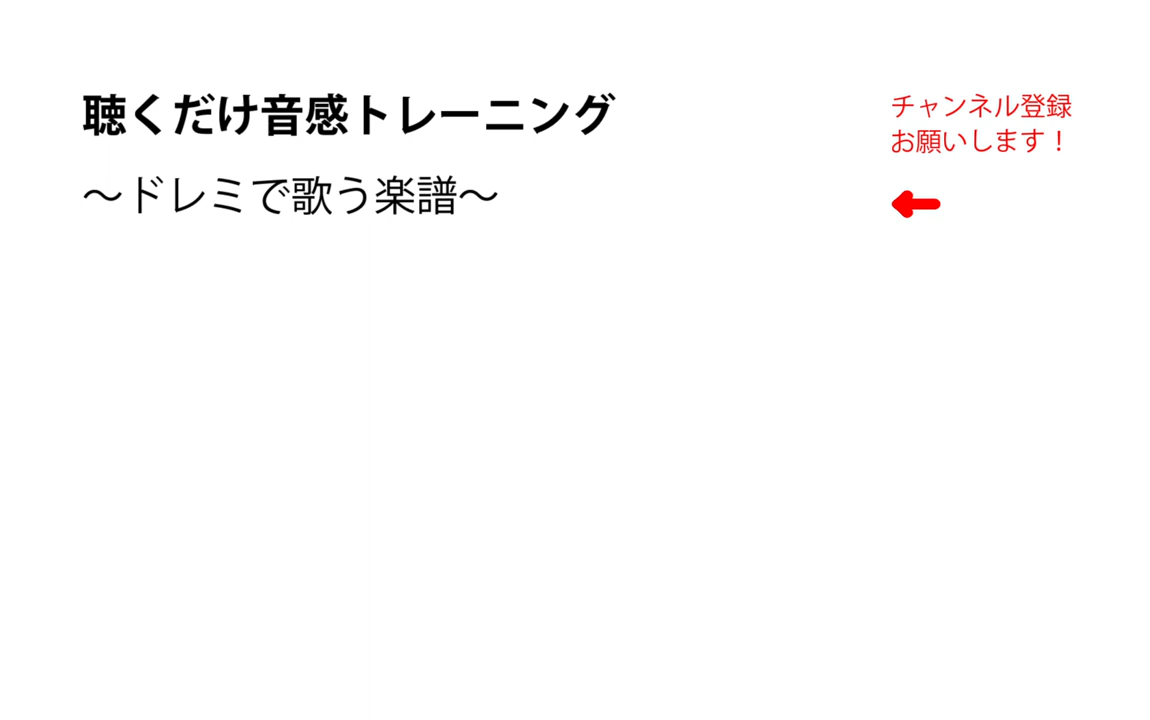 聴くだけ音感トレーニング
～ドレミで歌う楽譜～
チャンネル登録
お願いします！